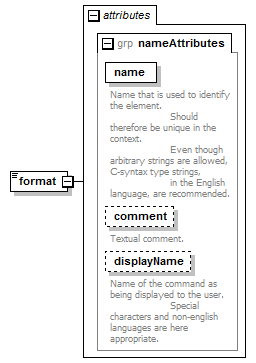 attributes
grp nameAttributes
name
Name that is used to identify
the element.
Should
therefore be unique in the
context.
Even though
arbitrary strings are allowed,
C-syntax type strings,
in the English
language, are recommended.
format
comment
Textual comment.
displayName
Name of the command as
being displayed to the user.
Special
characters and non-english
languages are here
appropriate.